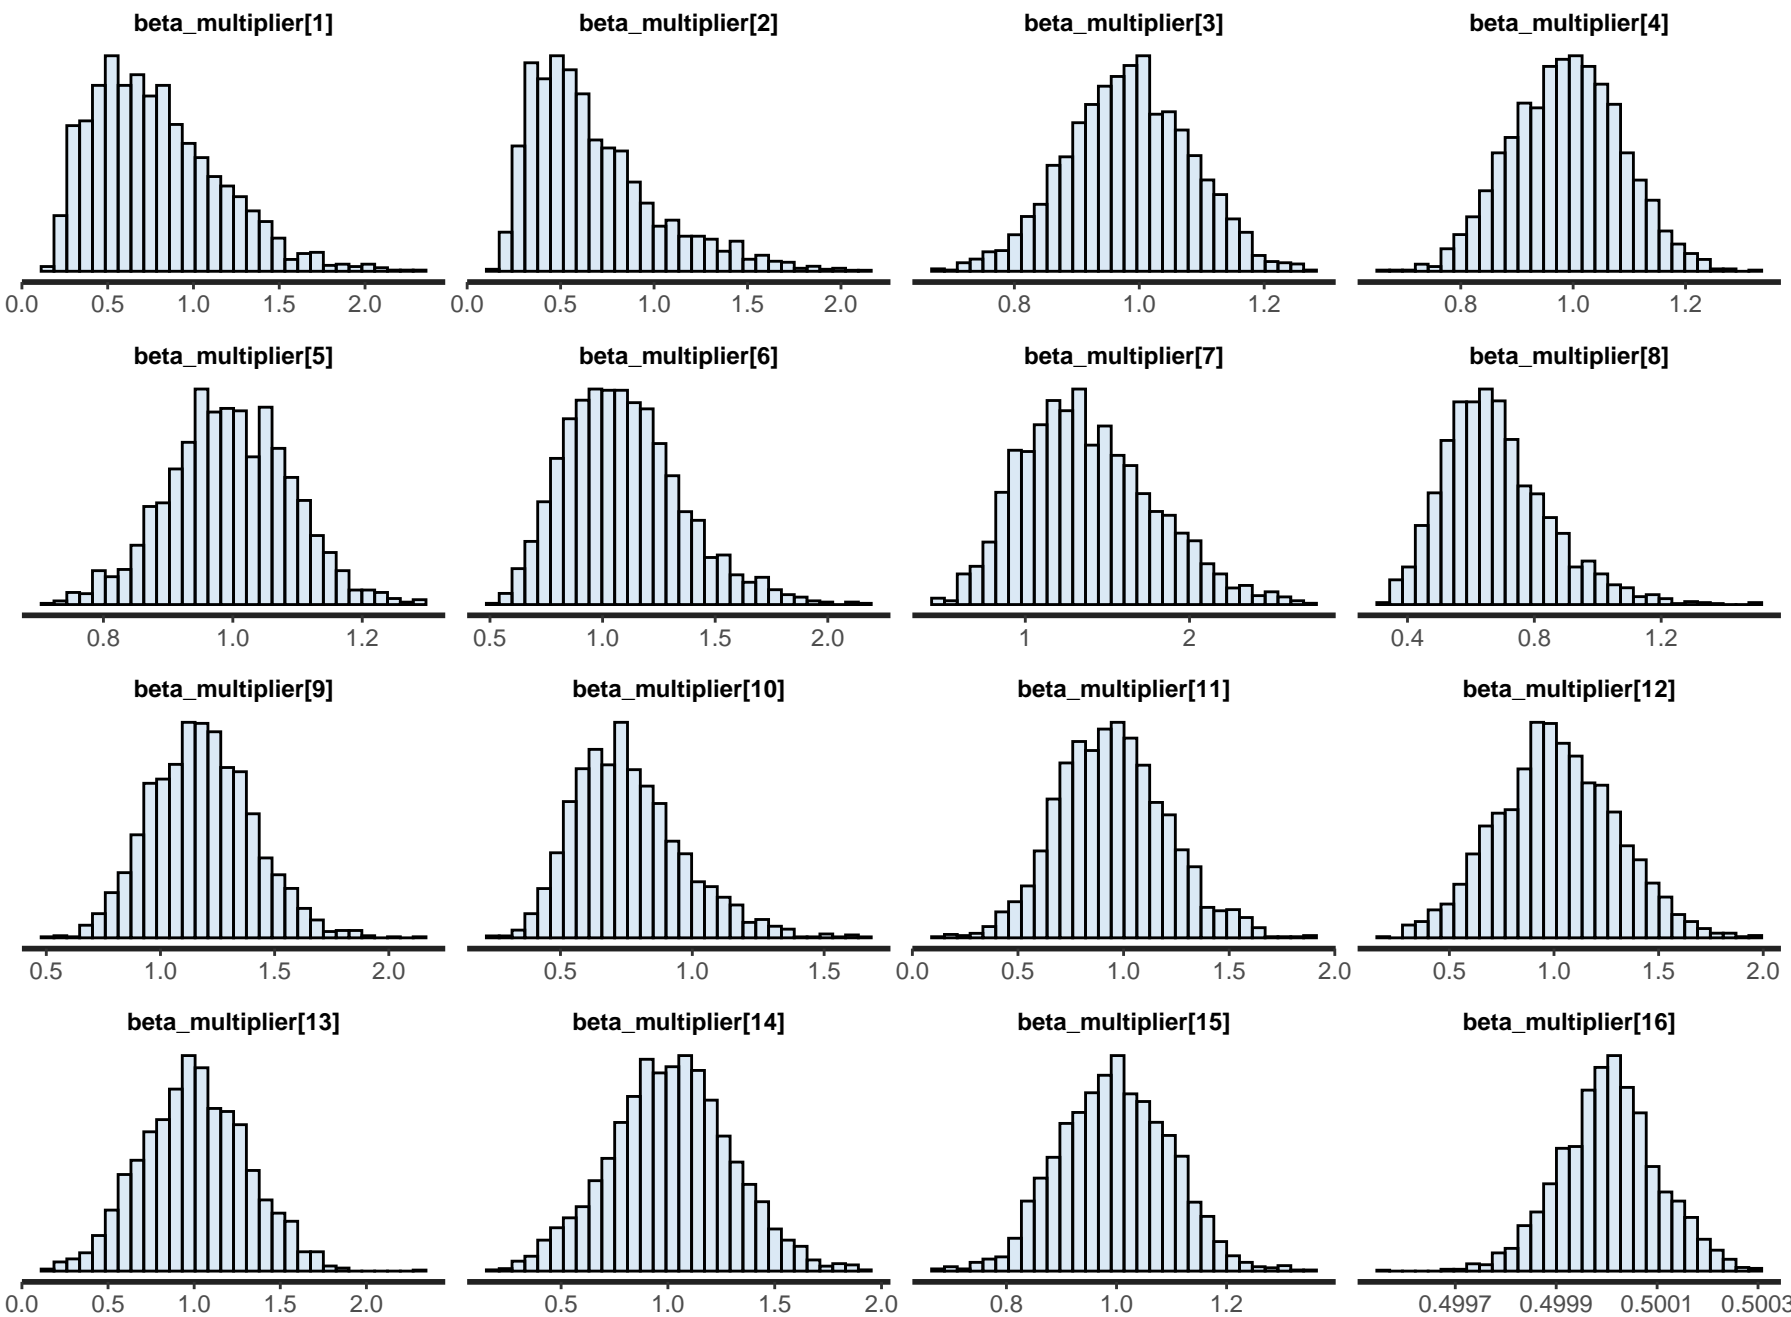 beta_multiplier[1] beta_multiplier[2] beta_multiplier[3] beta_multiplier[4]
0.0 0.5 1.0 1.5 2.0 0.0 0.5 1.0 1.5 2.0 0.8 1.0 1.2 0.8 1.0 1.2
beta_multiplier[5] beta_multiplier[6] beta_multiplier[7] beta_multiplier[8]
0.8 1.0 1.2 0.5 1.0 1.5 2.0 1 2 0.4 0.8 1.2
beta_multiplier[9] beta_multiplier[10] beta_multiplier[11] beta_multiplier[12]
0.5 1.0 1.5 2.0 0.5 1.0 1.5 0.0 0.5 1.0 1.5 2.0 0.5 1.0 1.5 2.0
beta_multiplier[13] beta_multiplier[14] beta_multiplier[15] beta_multiplier[16]
0.0 0.5 1.0 1.5 2.0 0.5 1.0 1.5 2.0 0.8 1.0 1.2 0.4997 0.4999 0.5001 0.5003